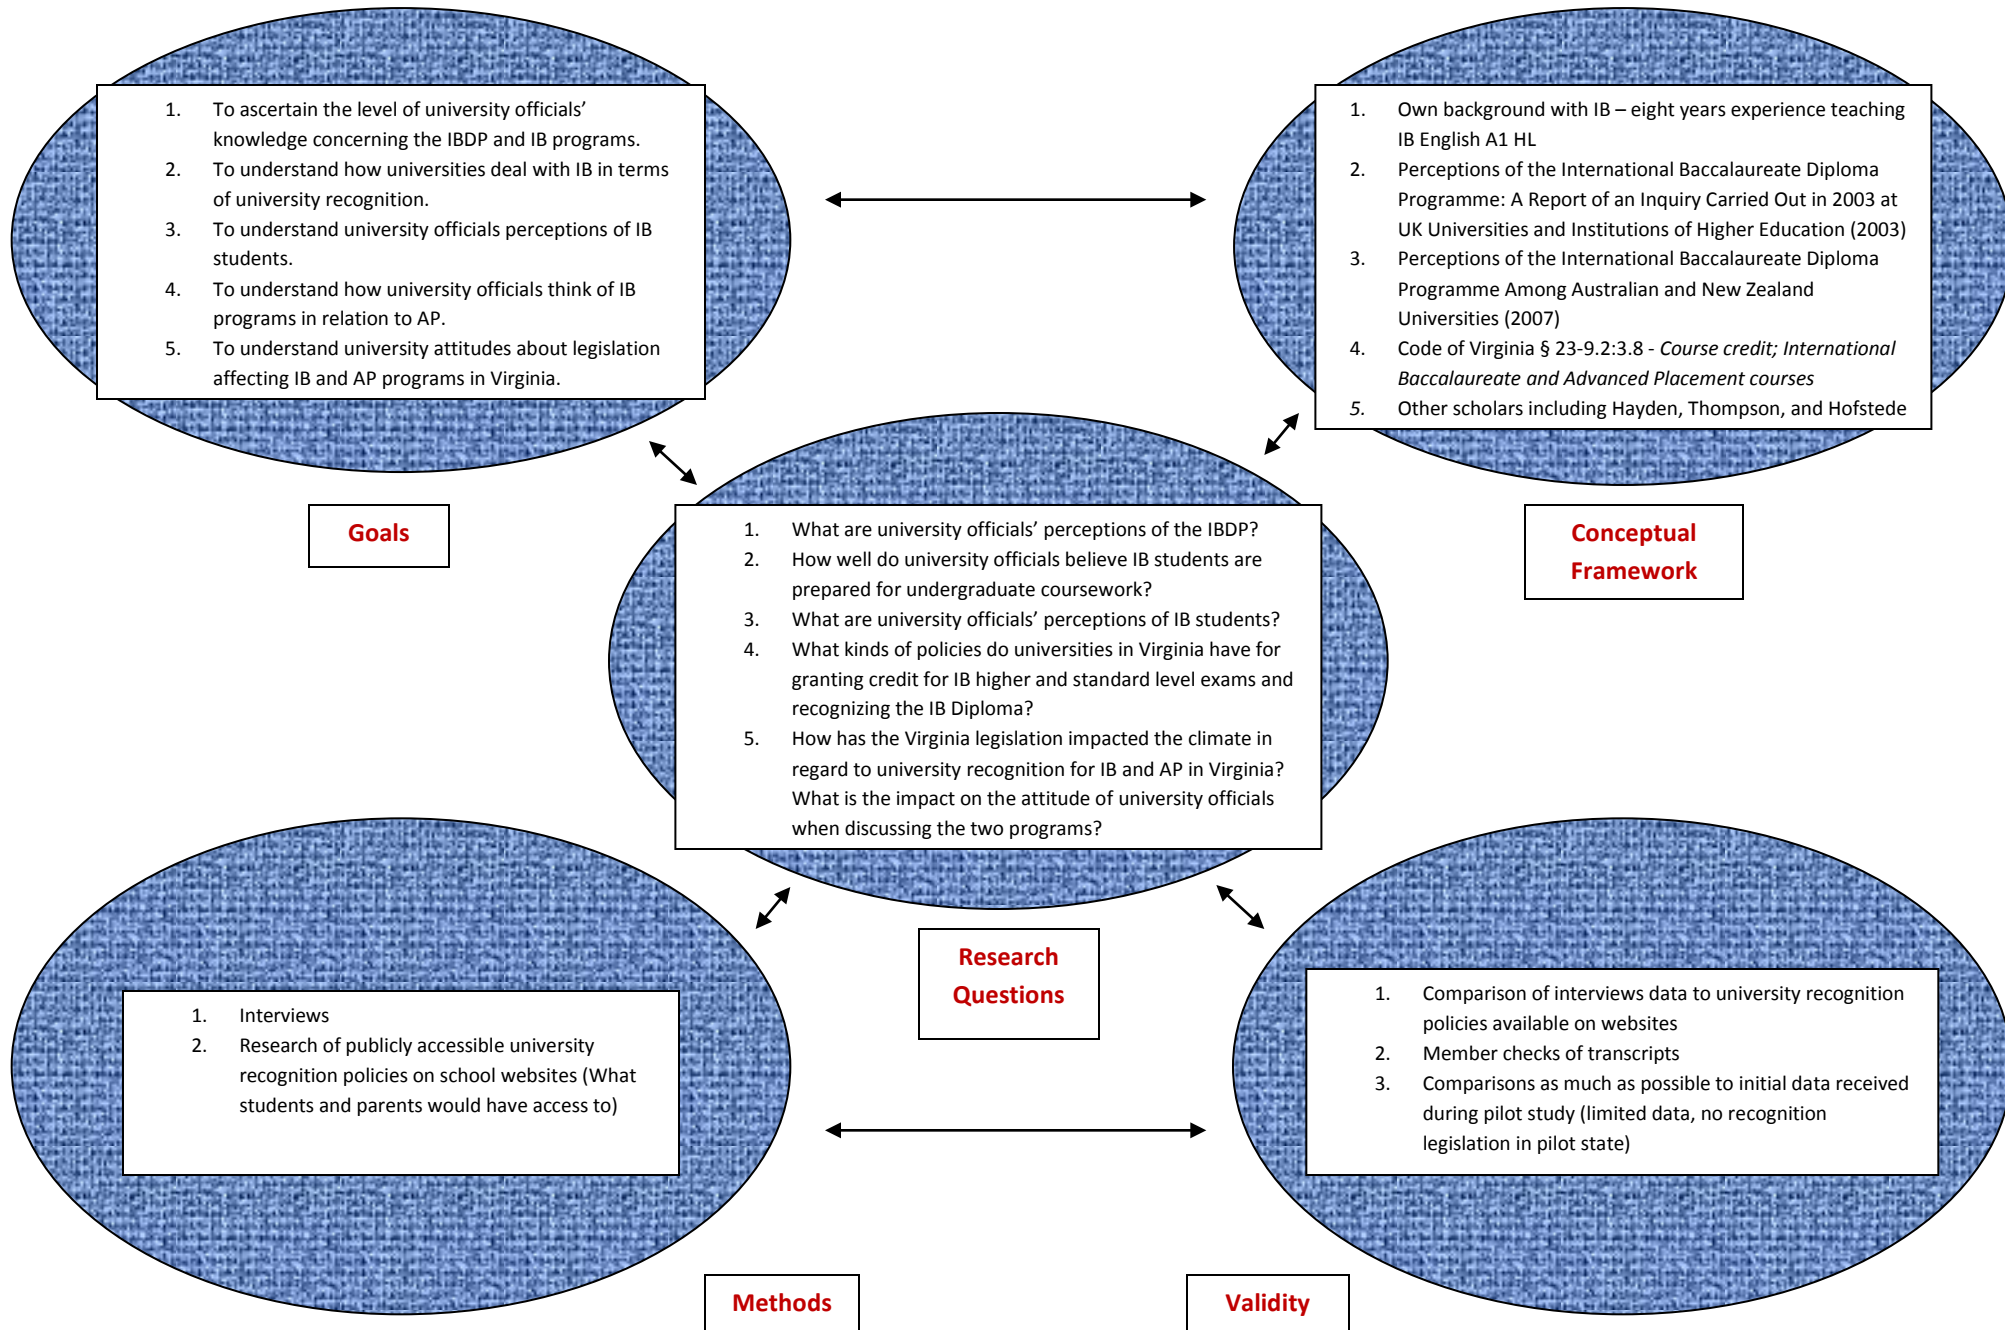 1. To ascertain the level of university officials’
knowledge concerning the IBDP and IB programs.
2. To understand how universities deal with IB in terms
of university recognition.
3. To understand university officials perceptions of IB
students.
4. To understand how university officials think of IB
programs in relation to AP.
5. To understand university attitudes about legislation
affecting IB and AP programs in Virginia.
Goals
1. Own background with IB – eight years experience teaching
IB English A1 HL
2. Perceptions of the International Baccalaureate Diploma
Programme: A Report of an Inquiry Carried Out in 2003 at
UK Universities and Institutions of Higher Education (2003)
3. Perceptions of the International Baccalaureate Diploma
Programme Among Australian and New Zealand
Universities (2007)
4. Code of Virginia § 23-9.2:3.8 - Course credit; International
Baccalaureate and Advanced Placement courses
5. Other scholars including Hayden, Thompson, and Hofstede
Conceptual
Framework
1. What are university officials’ perceptions of the IBDP?
2. How well do university officials believe IB students are
prepared for undergraduate coursework?
3. What are university officials’ perceptions of IB students?
4. What kinds of policies do universities in Virginia have for
granting credit for IB higher and standard level exams and
recognizing the IB Diploma?
5. How has the Virginia legislation impacted the climate in
regard to university recognition for IB and AP in Virginia?
What is the impact on the attitude of university officials
when discussing the two programs?
Research
Questions
1. Interviews
2. Research of publicly accessible university
recognition policies on school websites (What
students and parents would have access to)
Methods
1. Comparison of interviews data to university recognition
policies available on websites
2. Member checks of transcripts
3. Comparisons as much as possible to initial data received
during pilot study (limited data, no recognition
legislation in pilot state)
Validity